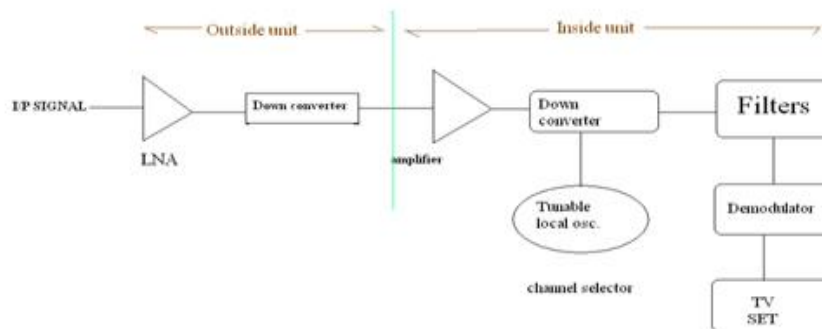 Outside unit
Inside unit
I/P SIGNAL
LNA
Down converter
amplifier
Down
converter
Tunable
local osc.
channel selector
Filters
Demodulator
TV
SET